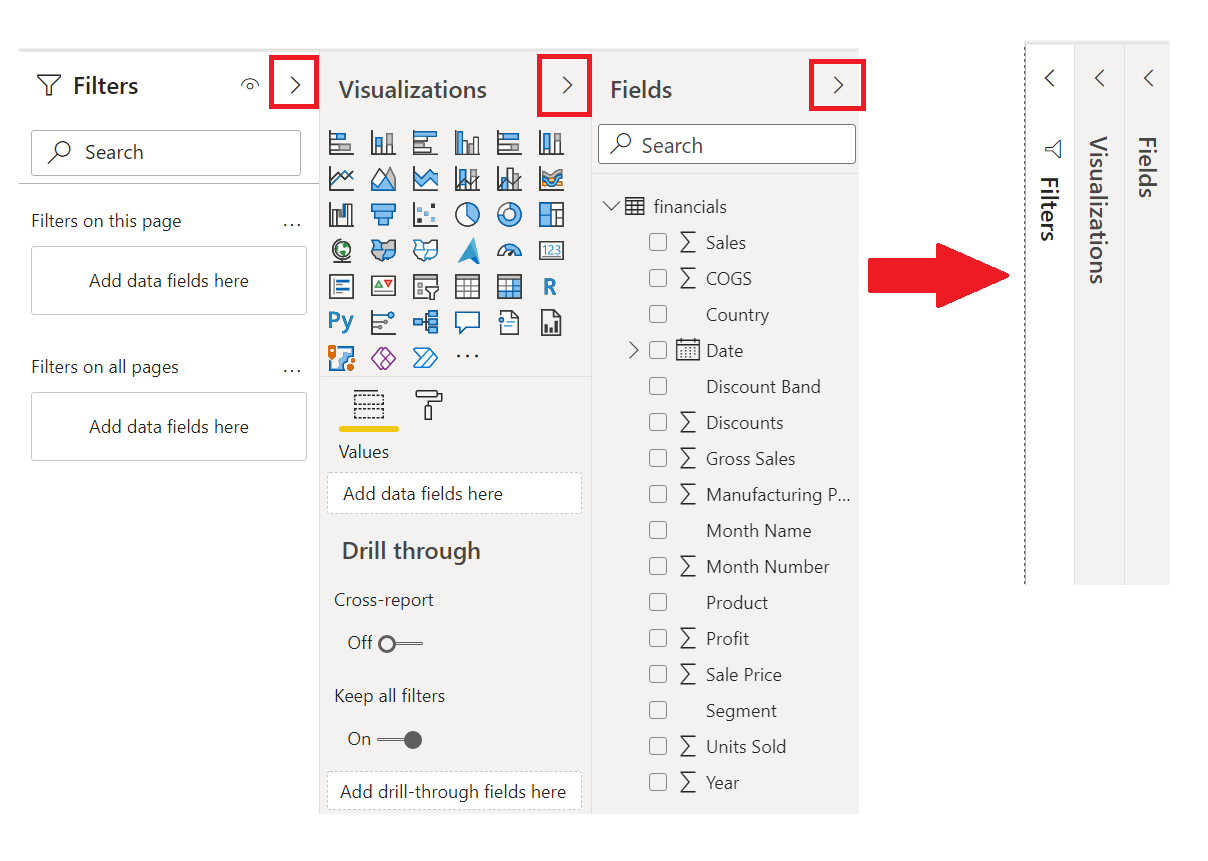 Filters
Search
Filters on this page
...
Add data fields here
Filters on all pages
...
Add data fields here
Visualizations
123
R
Py
...
Values
Add data fields here
Drill through
Cross-report
Off
Keep all filters
On
Add drill-through fields here
Fields
Search
financials
Sales
COGS
Country
Date
Discount Band
Discounts
Gross Sales
Manufacturing P...
Month Name
Month Number
Product
Profit
Sale Price
Segment
Units Sold
Year
Filters
Visualizations
Fields